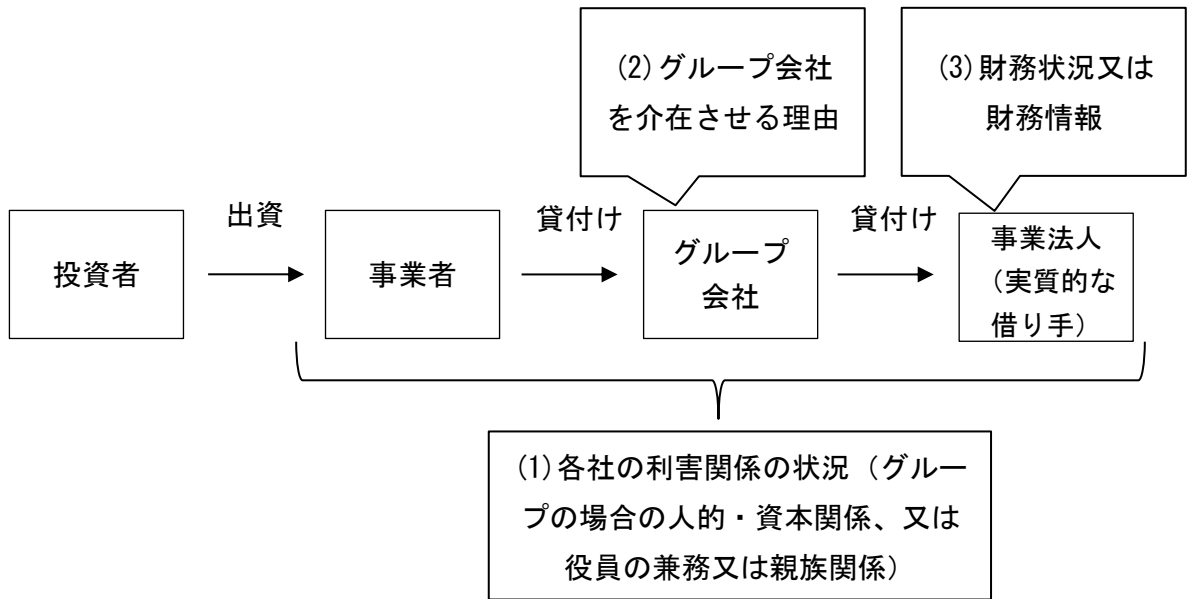 (2)グループ会社
を介在させる理由
(3)財務状況又は
財務情報
出資
貸付け
貸付け
投資者
事業者
グループ
会社
事業法人
（実質的な
借り手）
(1)各社の利害関係の状況（グルー
プの場合の人的・資本関係、又は
役員の兼務又は親族関係）